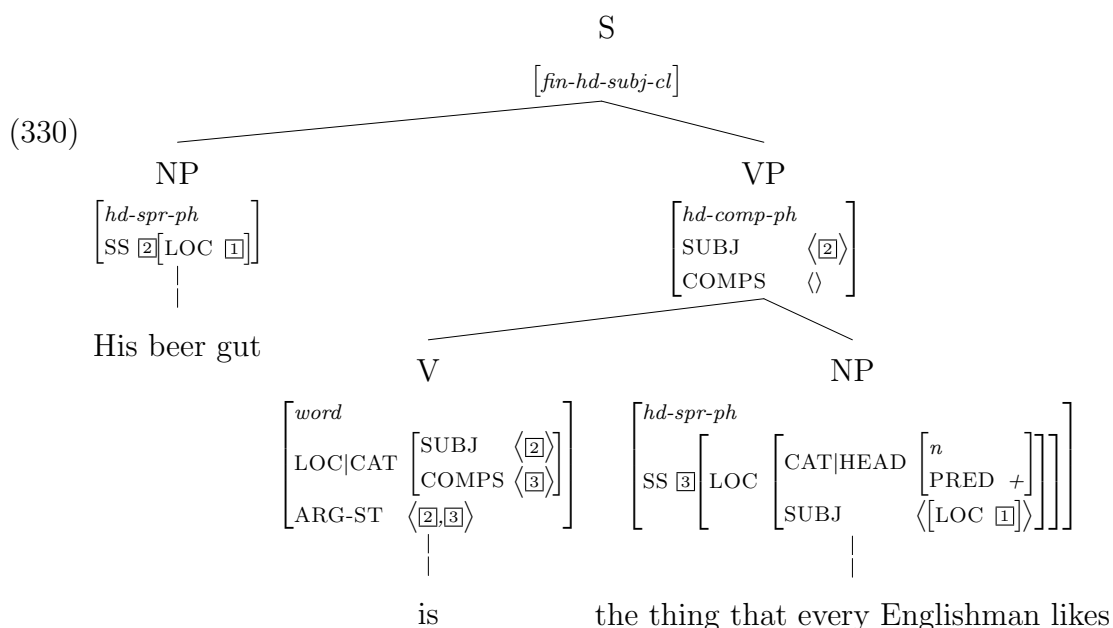 S
[fin-hd-subj-cl]
(330)
NP VP
hd-spr-ph hd-comp-ph
SS 2[LOC 1] SUBJ ⟨2⟩
COMPS ⟨⟩
His beer gut
V NP
word hd-spr-ph
LOC|CAT [SUBJ ⟨2⟩ COMPS ⟨3⟩] SS 3[LOC [CAT|HEAD [n PRED +]
ARG-ST ⟨2,3⟩ SUBJ ⟨[LOC 1]⟩]]]
is the thing that every Englishman likes